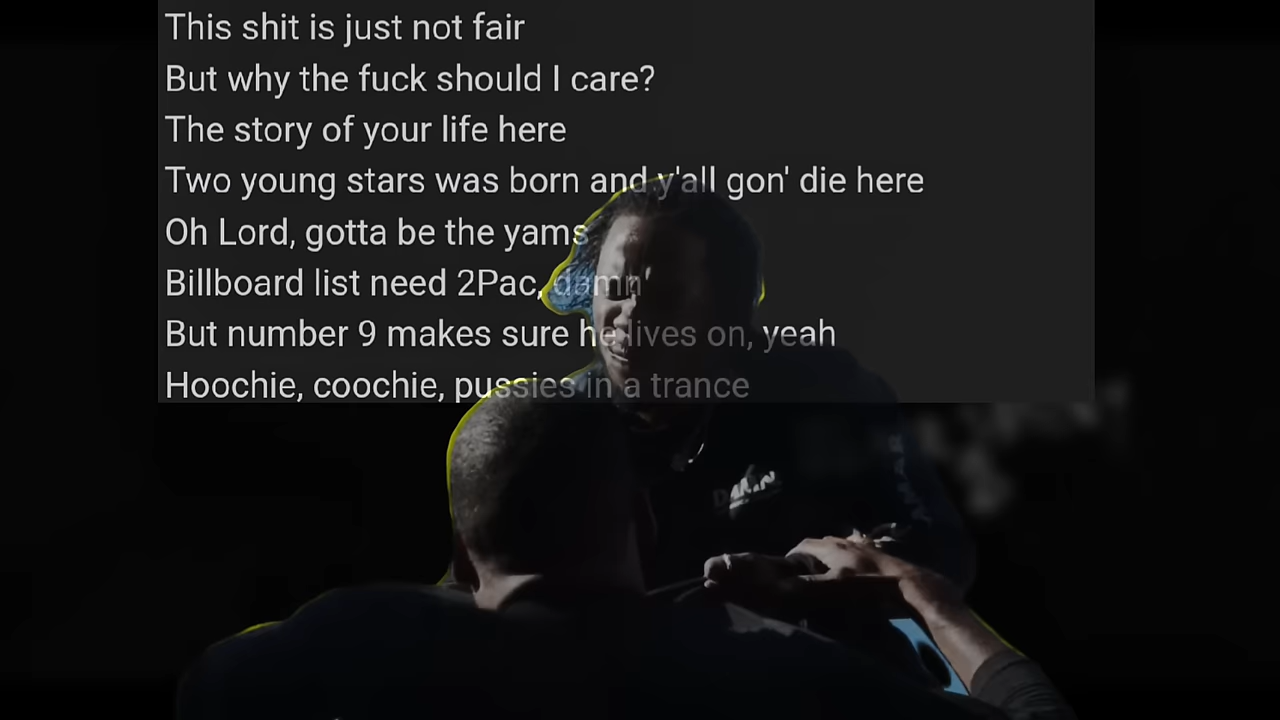 This shit is just not fair
But why the fuck should I care?
The story of your life here
Two young stars was born and y'all gon' die here
Oh Lord, gotta be the yams
Billboard list need 2Pac, damn
But number 9 makes sure he lives on, yeah
Hoochie, coochie, pussies in a trance